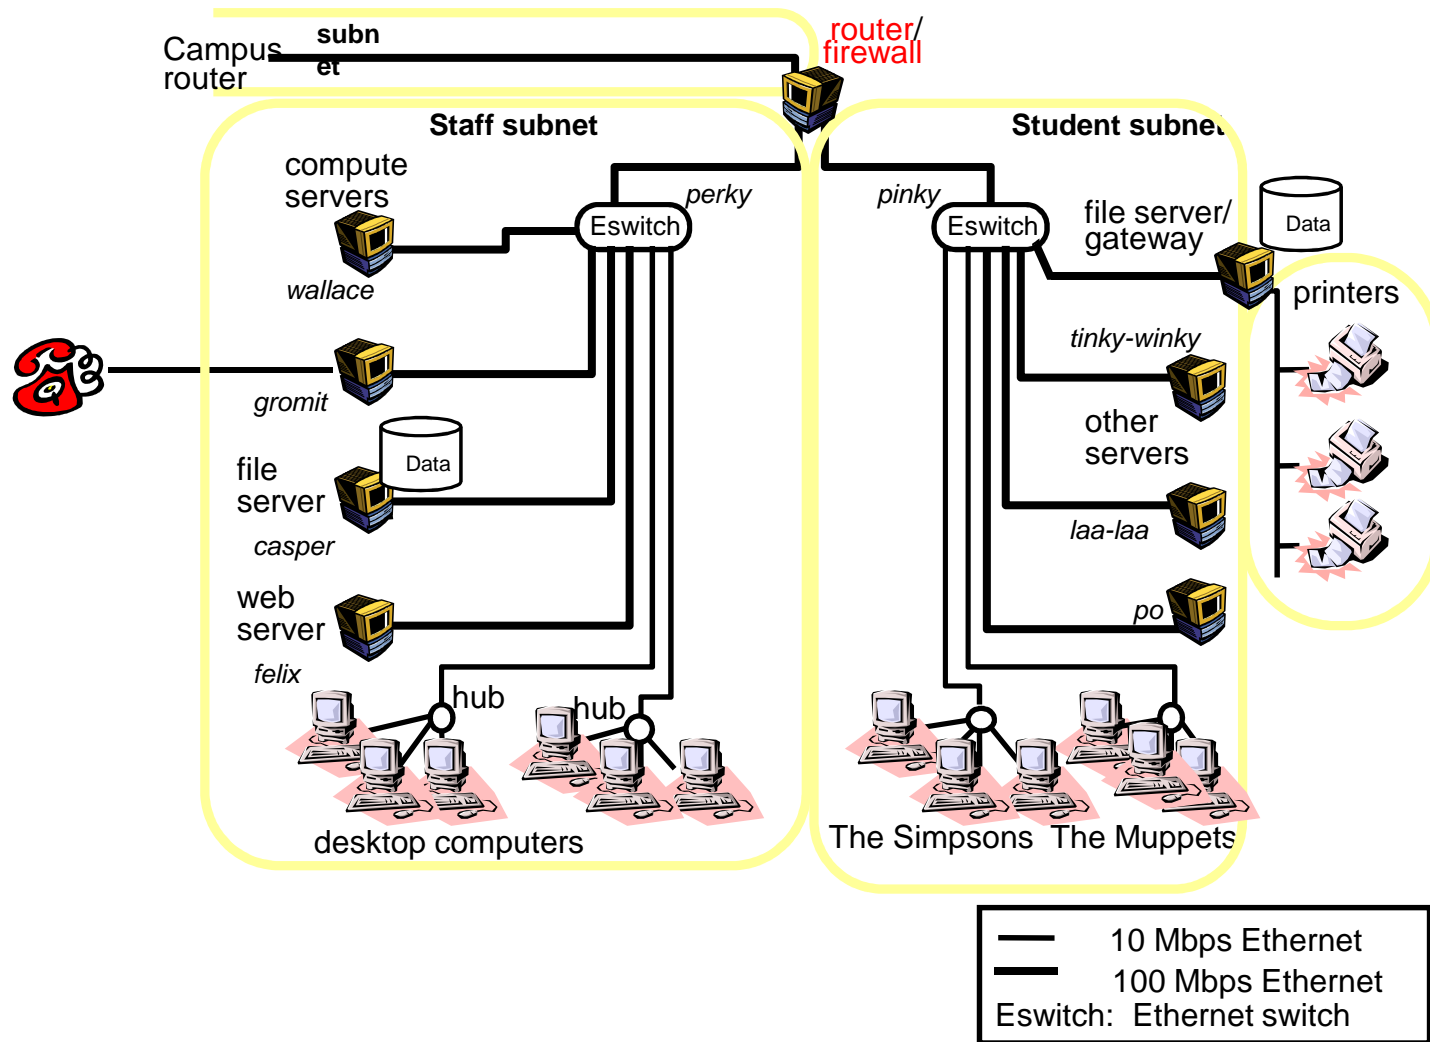 Campus
router
subn
et
router/
firewall
Staff subnet
Student subnet
compute
servers
perky
pinky
Eswitch
Eswitch
file server/
gateway
Data
wallace
printers
tinky-winky
gromit
other
servers
Data
file
server
casper
laa-laa
web
server
po
felix
hub
hub
desktop computers
The Simpsons
The Muppets
10 Mbps Ethernet
100 Mbps Ethernet
Eswitch: Ethernet switch